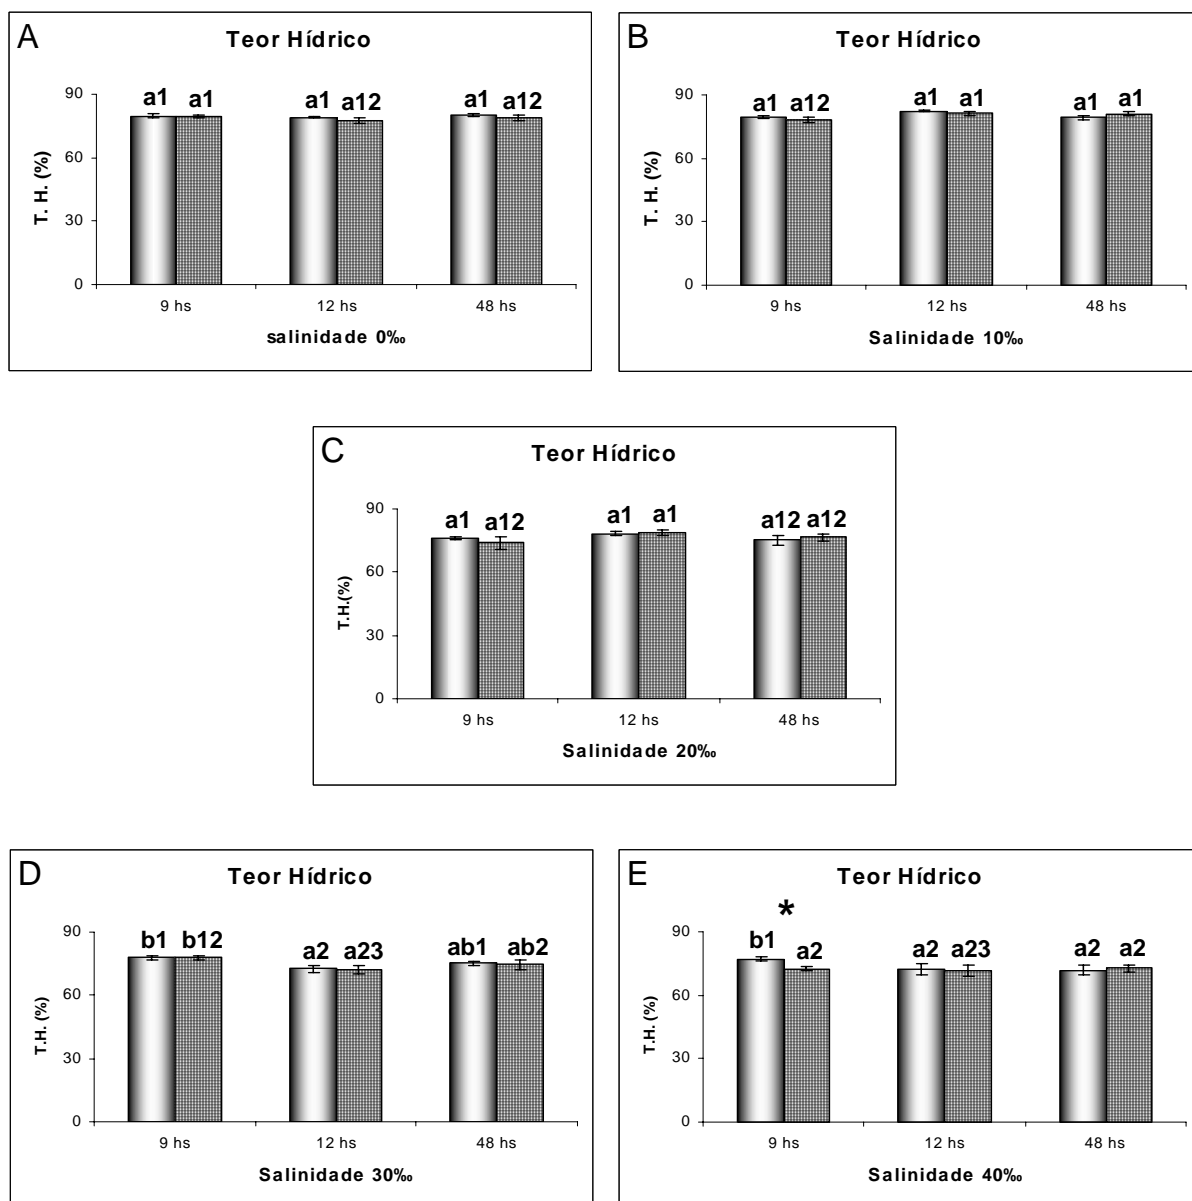 A
Teor Hídrico
T. H. (%)
90
60
30
0
a1 a1 a1 a12 a1 a12
9 hs 12 hs 48 hs
salinidade 0‰
B
Teor Hídrico
T. H. (%)
90
60
30
0
a1 a12 a1 a1 a1 a1
9 hs 12 hs 48 hs
Salinidade 10‰
C
Teor Hídrico
T.H.(%)
90
60
30
0
a1 a12 a1 a1 a12 a12
9 hs 12 hs 48 hs
Salinidade 20‰
D
Teor Hídrico
T.H. (%)
90
60
30
0
b1 b12 a2 a23 ab1 ab2
9 hs 12 hs 48 hs
Salinidade 30‰
E
Teor Hídrico
T.H. (%)
90
60
30
0
*
b1 a2 a2 a23 a2 a2
9 hs 12 hs 48 hs
Salinidade 40‰